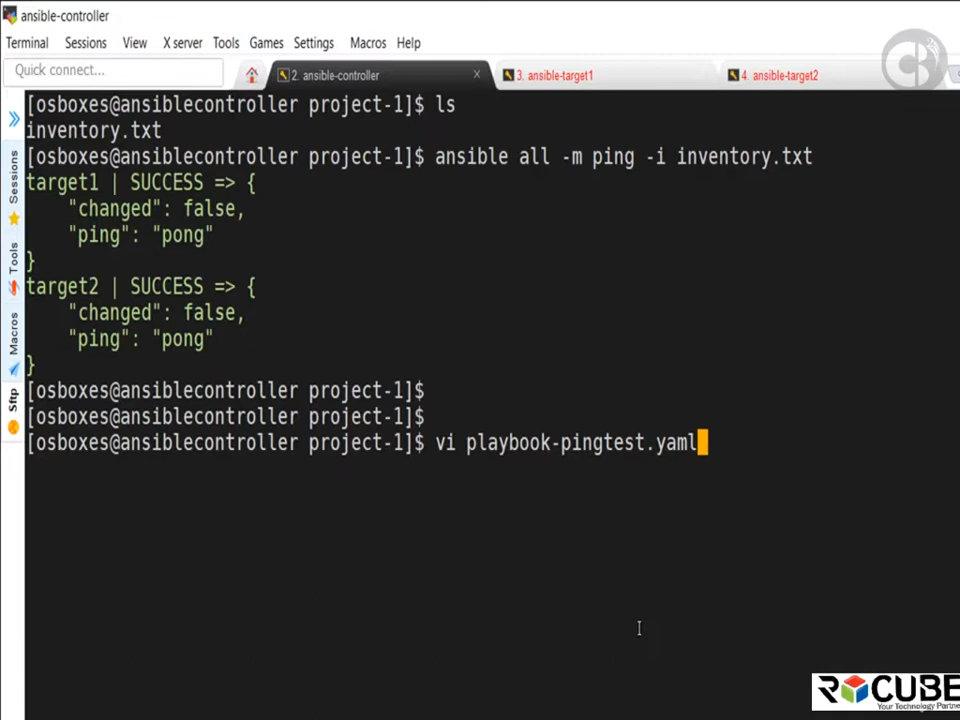 ansible-controller
Terminal Sessions View X server Tools Games Settings Macros Help
Quick connect...
2. ansible-controller
3. ansible-target1
4. ansible-target2
Sessions
Tools
Macros
Sftp
[osboxes@ansiblecontroller project-1]$ ls
inventory.txt
[osboxes@ansiblecontroller project-1]$ ansible all -m ping -i inventory.txt
target1 | SUCCESS => {
    "changed": false,
    "ping": "pong"
}
target2 | SUCCESS => {
    "changed": false,
    "ping": "pong"
}
[osboxes@ansiblecontroller project-1]$
[osboxes@ansiblecontroller project-1]$
[osboxes@ansiblecontroller project-1]$ vi playbook-pingtest.yaml
RCUBE
Your Technology Partne